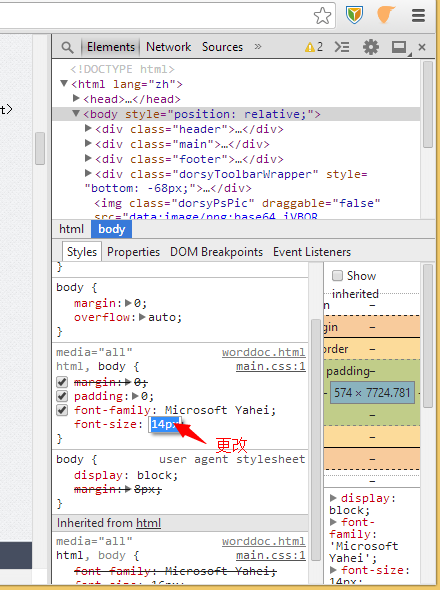 t>
Elements Network Sources » 2
<!DOCTYPE html>
▼<html lang="zh">
▶<head>…</head>
▼<body style="position: relative;">
▶<div class="header">…</div>
▶<div class="main">…</div>
▶<div class="footer">…</div>
▶<div class="dorsyToolbarWrapper" style="
bottom: -68px;">…</div>
<img class="dorsyPsPic" draggable="false"
src="data:image/png;base64,iVBOR
html body
Styles Properties DOM Breakpoints Event Listeners
}
body {
margin:▶0;
overflow:▶auto;
}
media="all" worddoc.html
html, body { main.css:1
margin:▶0;
padding:▶0;
font-family: Microsoft Yahei;
font-size: 14px
}
更改
body { user agent stylesheet
display: block;
margin:▶8px;
}
Inherited from html
media="all" worddoc.html
html, body { main.css:1
font-family: Microsoft Yahei;
Show
inherited
gin –
order –
padding–
574 × 7724.781
–
–
–
▶display:
block;
▶font-
family:
'Microsoft
Yahei';
▶font-size:
14px;